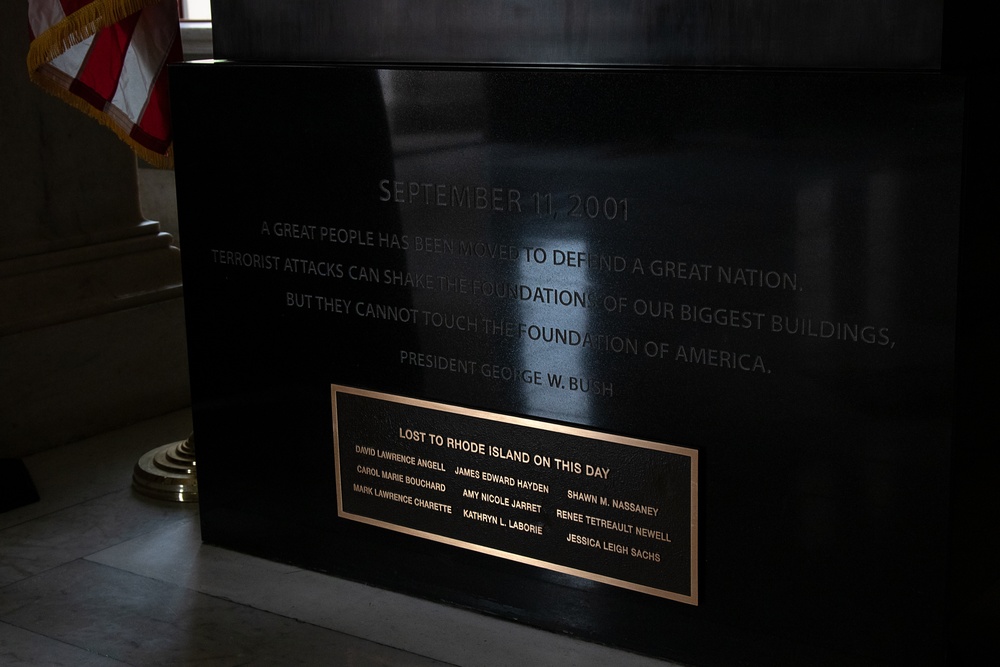 SEPTEMBER 11, 2001
A GREAT PEOPLE HAS BEEN MOVED TO DEFEND A GREAT NATION.
TERRORIST ATTACKS CAN SHAKE THE FOUNDATIONS OF OUR BIGGEST BUILDINGS,
BUT THEY CANNOT TOUCH THE FOUNDATION OF AMERICA.
PRESIDENT GEORGE W. BUSH
LOST TO RHODE ISLAND ON THIS DAY
DAVID LAWRENCE ANGELL JAMES EDWARD HAYDEN SHAWN M. NASSANEY
CAROL MARIE BOUCHARD AMY NICOLE JARRET RENEE TETREAULT NEWELL
MARK LAWRENCE CHARETTE KATHRYN L. LABORIE JESSICA LEIGH SACHS